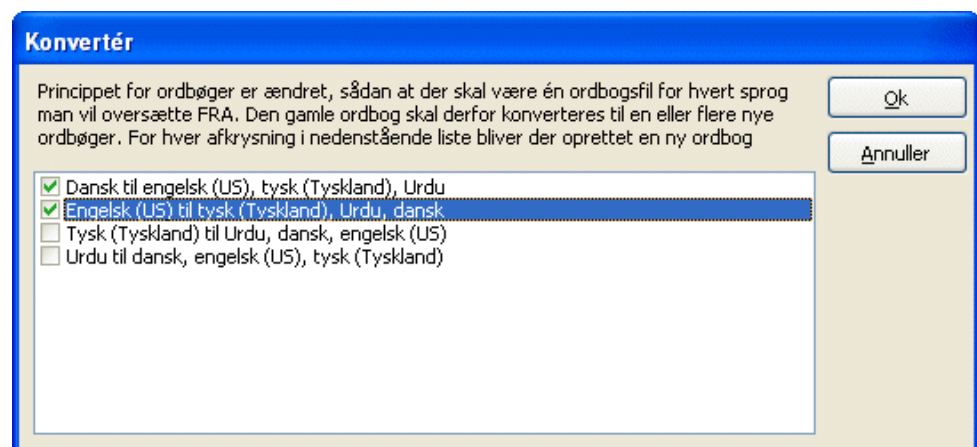 Konvertér
Princippet for ordbøger er ændret, sådan at der skal være én ordbogsfil for hvert sprog
man vil oversætte FRA. Den gamle ordbog skal derfor konverteres til en eller flere nye
ordbøger. For hver afkrysning i nedenstående liste bliver der oprettet en ny ordbog
Ok
Annuller
Dansk til engelsk (US), tysk (Tyskland), Urdu
Engelsk (US) til tysk (Tyskland), Urdu, dansk
Tysk (Tyskland) til Urdu, dansk, engelsk (US)
Urdu til dansk, engelsk (US), tysk (Tyskland)